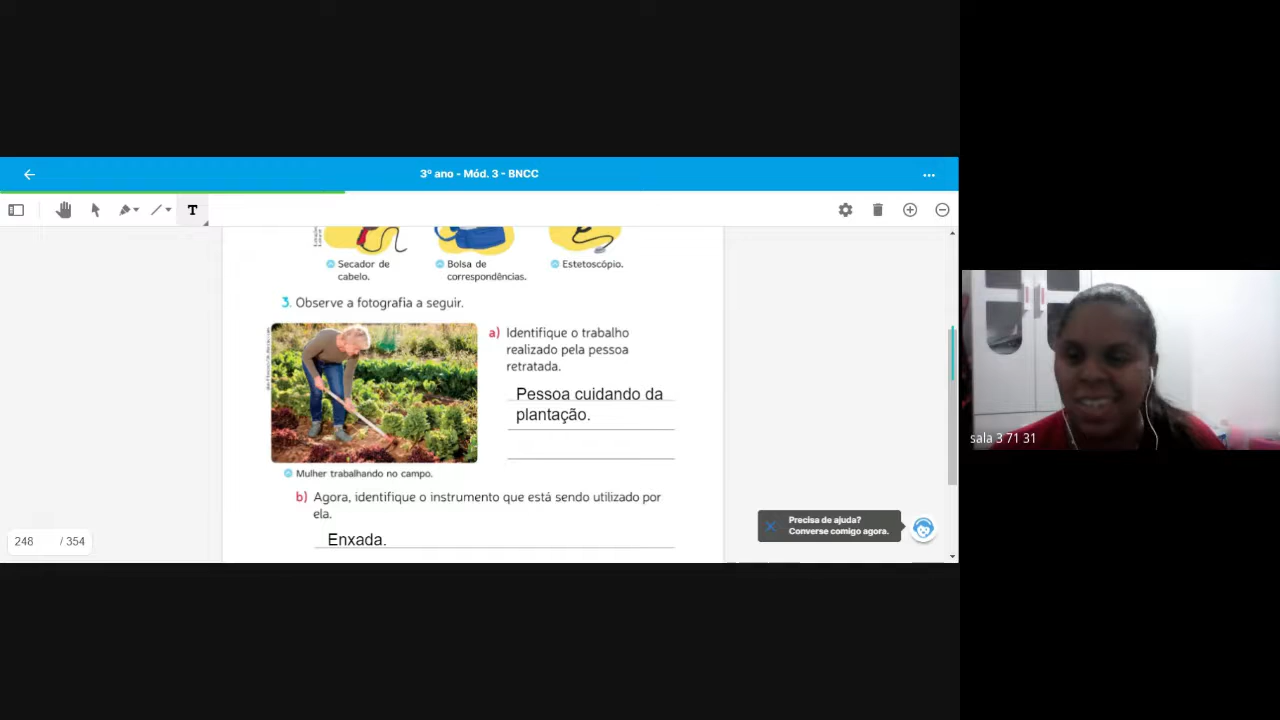 3º ano - Mód. 3 - BNCC
T
Secador de
cabelo.
Bolsa de
correspondências.
Estetoscópio.
3. Observe a fotografia a seguir.
a) Identifique o trabalho
realizado pela pessoa
retratada.
Pessoa cuidando da
plantação.
Mulher trabalhando no campo.
b) Agora, identifique o instrumento que está sendo utilizado por
ela.
Enxada.
248 / 354
Precisa de ajuda?
Converse comigo agora.
sala 3 71 31